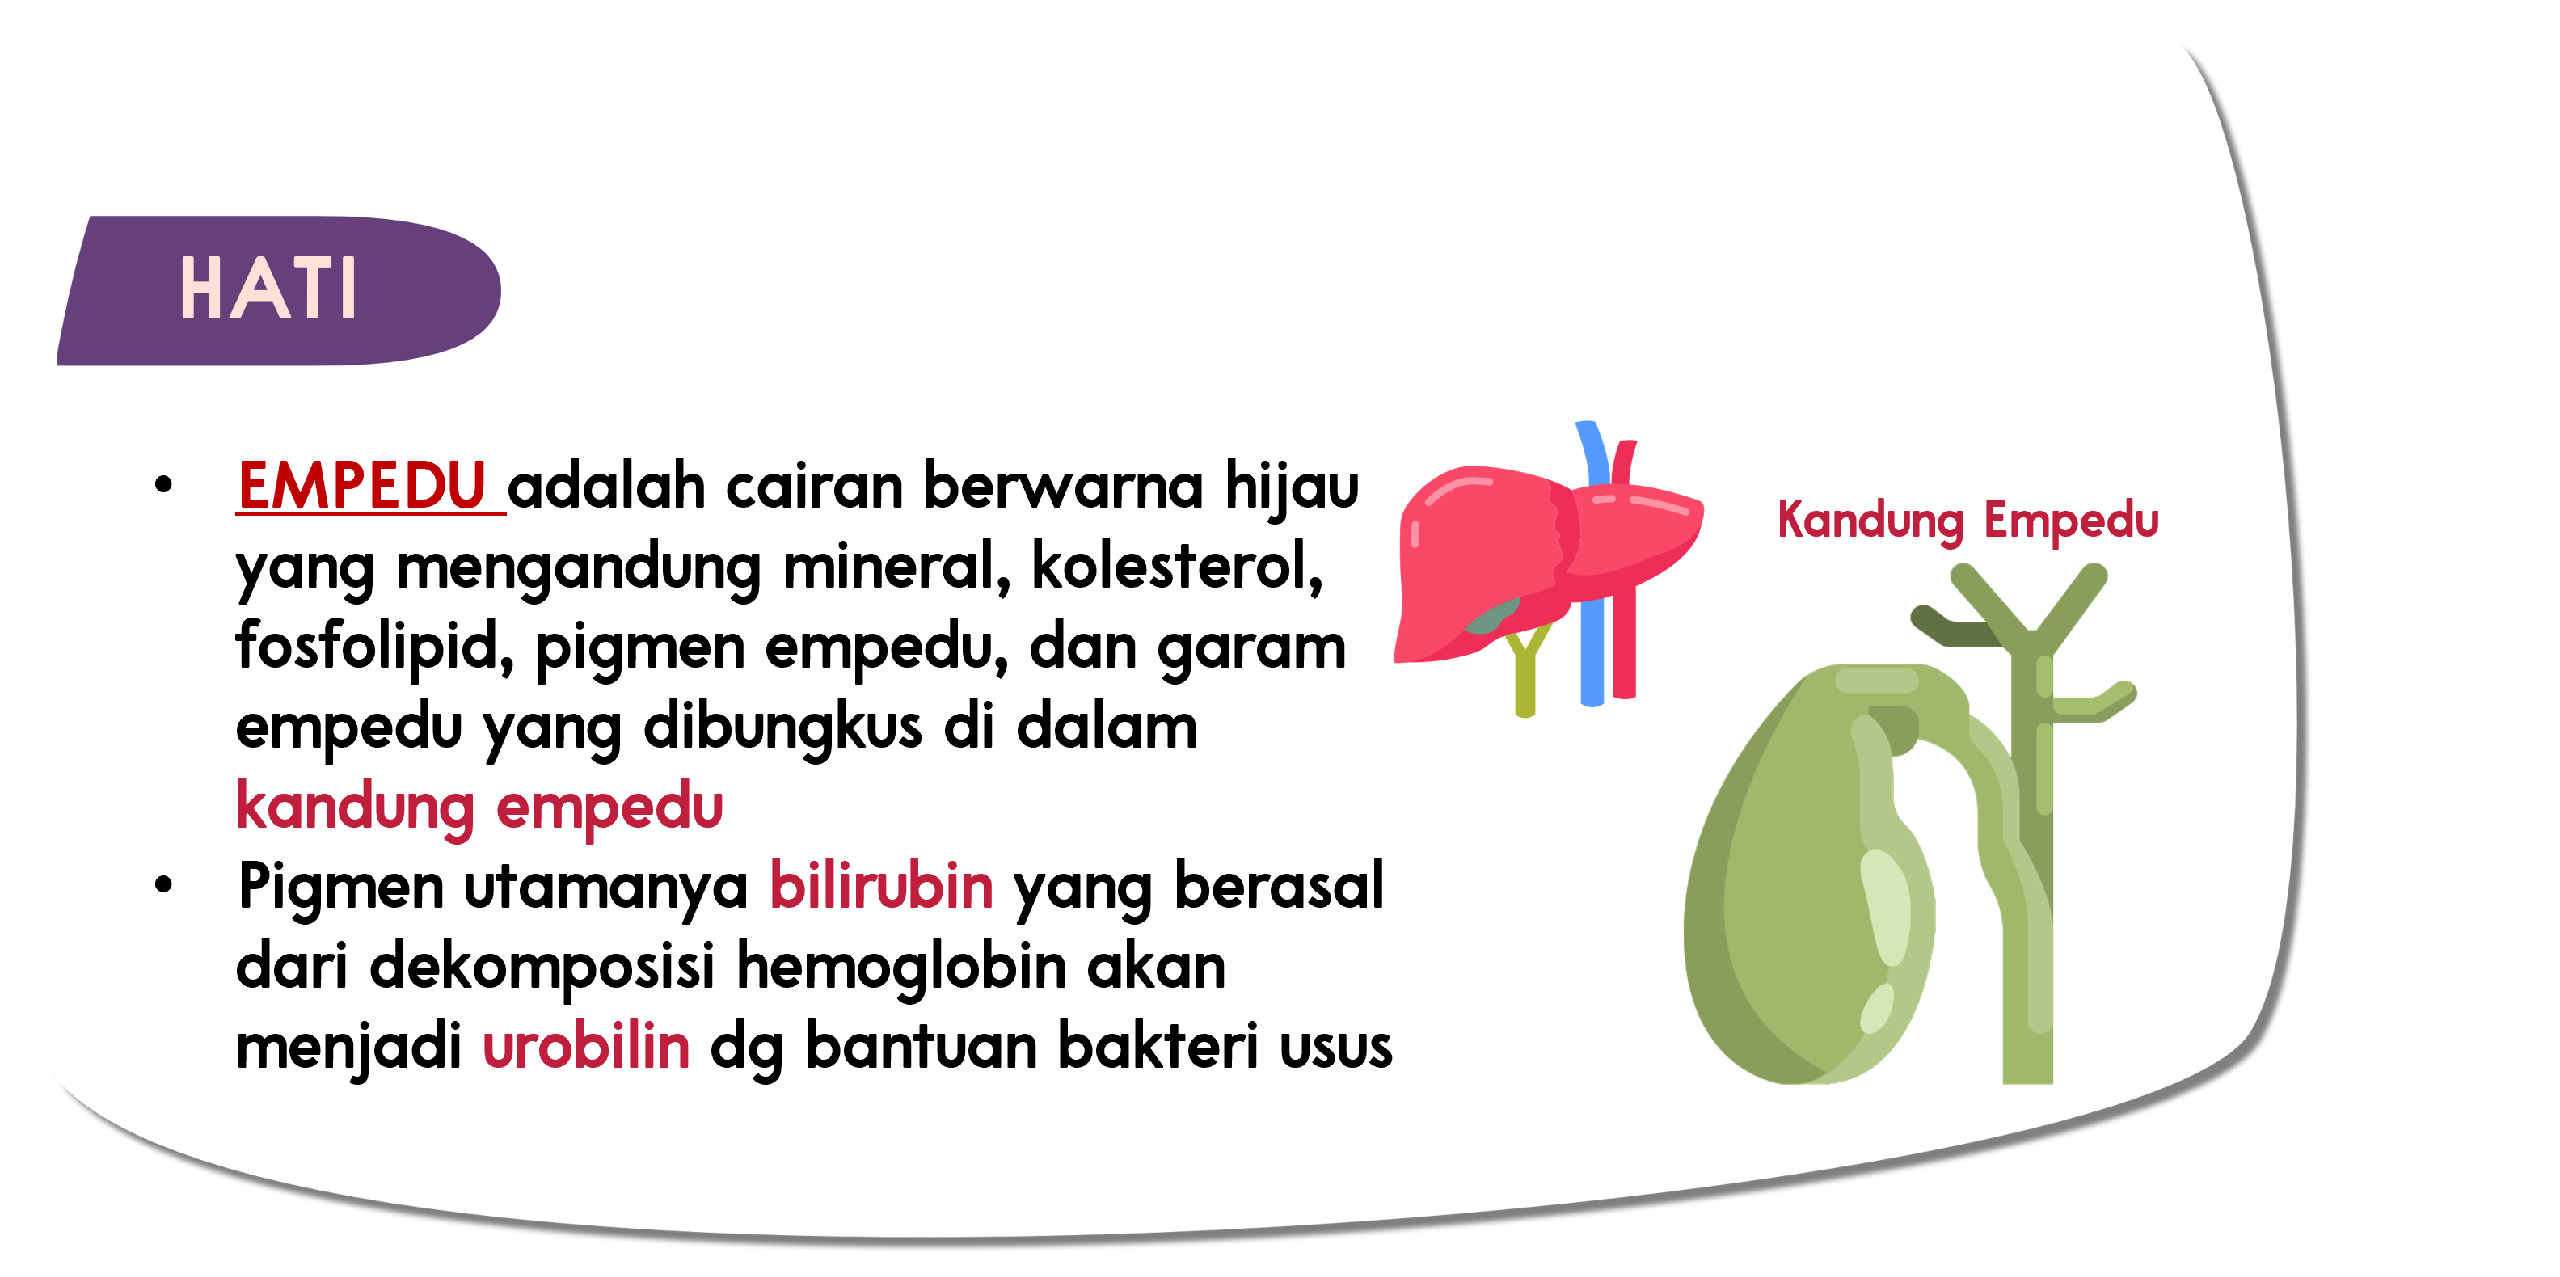 HATI
• EMPEDU adalah cairan berwarna hijau
yang mengandung mineral, kolesterol,
fosfolipid, pigmen empedu, dan garam
empedu yang dibungkus di dalam
kandung empedu
• Pigmen utamanya bilirubin yang berasal
dari dekomposisi hemoglobin akan
menjadi urobilin dg bantuan bakteri usus
Kandung Empedu